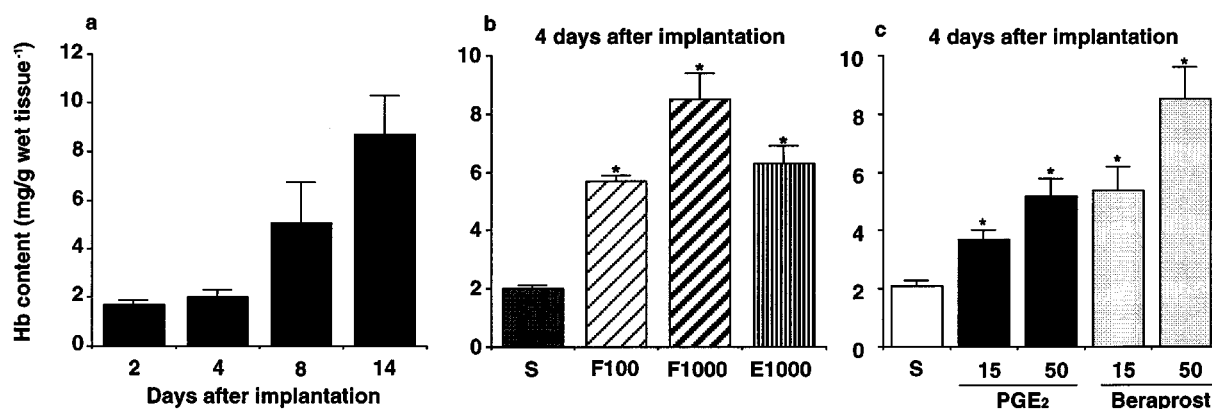 a
Hb content (mg/g wet tissue⁻¹)
12
10
8
6
4
2
0
2 4 8 14
Days after implantation
b
4 days after implantation
10
8
6
4
2
0
*
*
*
S F100 F1000 E1000
c
4 days after implantation
10
8
6
4
2
0
*
*
*
*
S 15 50 15 50
PGE₂ Beraprost